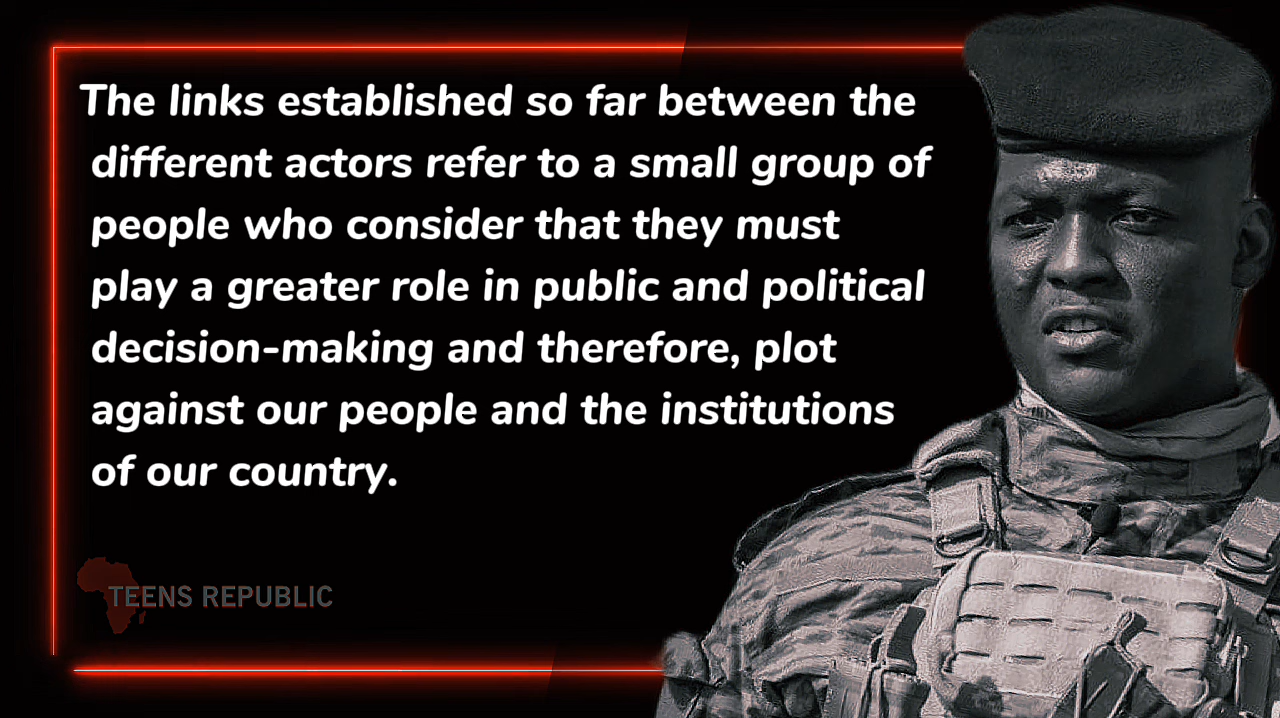 The links established so far between the
different actors refer to a small group of
people who consider that they must
play a greater role in public and political
decision-making and therefore, plot
against our people and the institutions
of our country.
TEENS REPUBLIC